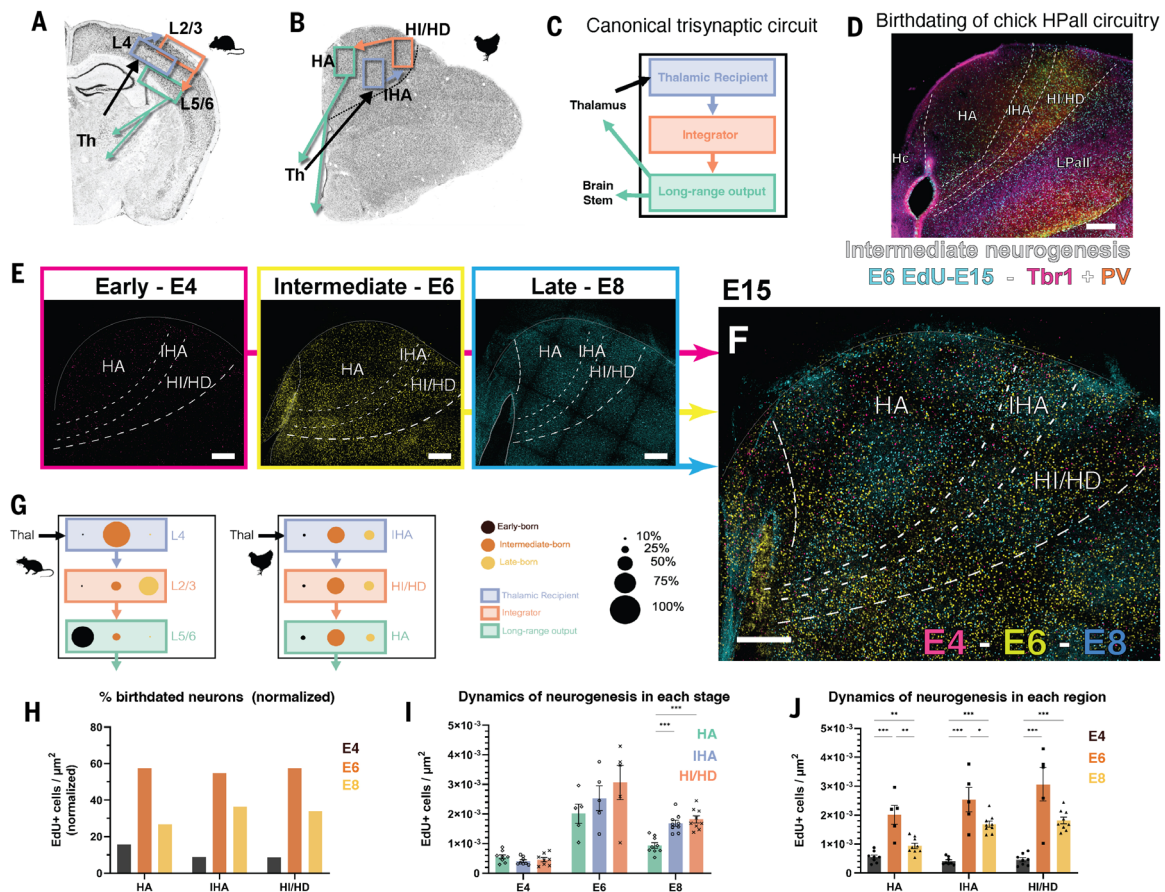 A
L2/3
L4
L5/6
Th
B
HI/HD
HA
IHA
Th
C
Canonical trisynaptic circuit
Thalamic Recipient
Thalamus
Integrator
Long-range output
Brain
Stem
D
Birthdating of chick HPall circuitry
HA
IHA
HI/HD
Hc
LPall
Intermediate neurogenesis
E6 EdU-E15 - Tbr1 + PV
E
Early - E4
HA
IHA
HI/HD
Intermediate - E6
HA
IHA
HI/HD
Late - E8
HA
IHA
HI/HD
E15
F
HA
IHA
HI/HD
E4 - E6 - E8
G
Thal
L4
L2/3
L5/6
Thal
IHA
HI/HD
HA
Early-born
Intermediate-born
Late-born
Thalamic Recipient
Integrator
Long-range output
10%
25%
50%
75%
100%
H
% birthdated neurons (normalized)
EdU+ cells / µm²
(normalized)
80
60
40
20
0
E4
E6
E8
HA IHA HI/HD
I
Dynamics of neurogenesis in each stage
EdU+ cells / µm²
5×10⁻³
4×10⁻³
3×10⁻³
2×10⁻³
1×10⁻³
0
HA
IHA
HI/HD
***
***
E4 E6 E8
J
Dynamics of neurogenesis in each region
EdU+ cells / µm²
5×10⁻³
4×10⁻³
3×10⁻³
2×10⁻³
1×10⁻³
0
** *** ***
*** ** *** * ***
E4
E6
E8
HA IHA HI/HD